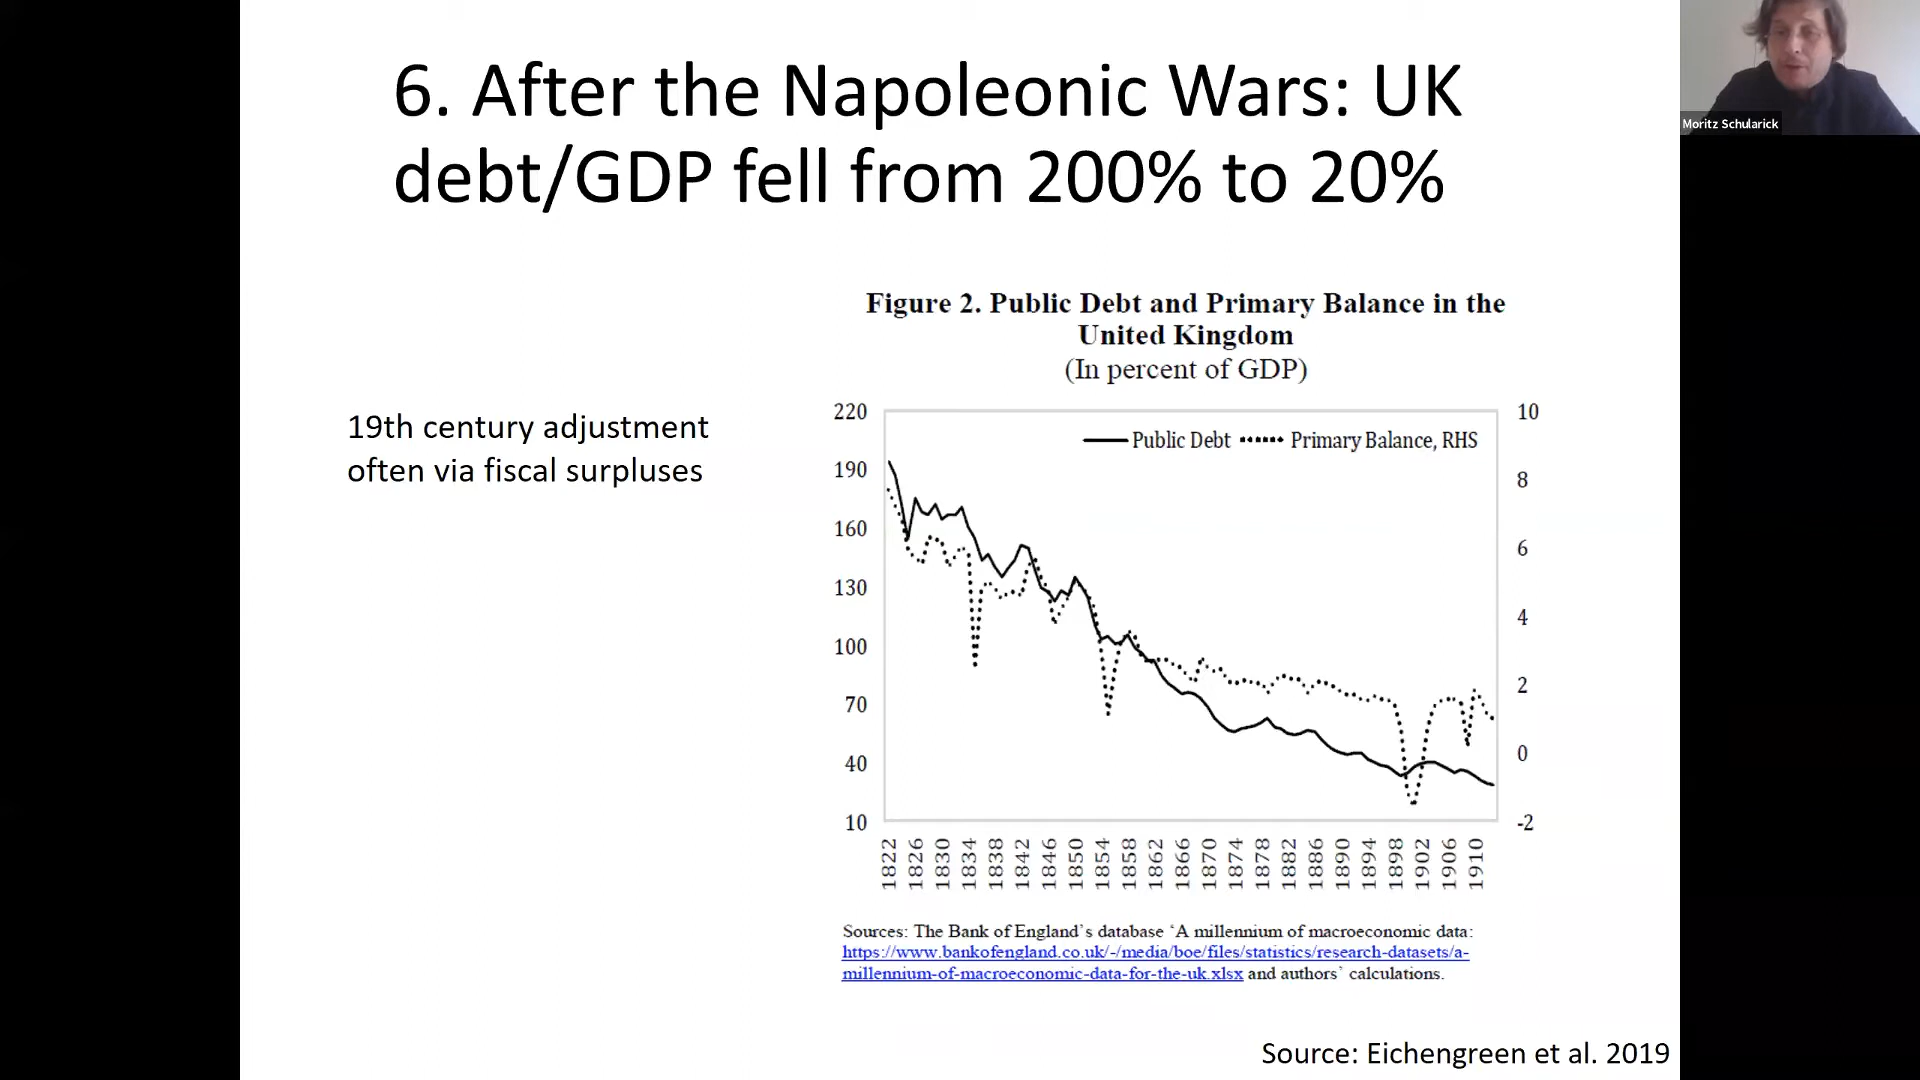 6. After the Napoleonic Wars: UK
debt/GDP fell from 200% to 20%
Moritz Schularick
19th century adjustment
often via fiscal surpluses
Figure 2. Public Debt and Primary Balance in the
United Kingdom
(In percent of GDP)
Public Debt
Primary Balance, RHS
220
190
160
130
100
70
40
10
10
8
6
4
2
0
-2
1822
1826
1830
1834
1838
1842
1846
1850
1854
1858
1862
1866
1870
1874
1878
1882
1886
1890
1894
1898
1902
1906
1910
Sources: The Bank of England's database 'A millennium of macroeconomic data:
https://www.bankofengland.co.uk/-/media/boe/files/statistics/research-datasets/a-
millennium-of-macroeconomic-data-for-the-uk.xlsx and authors' calculations.
Source: Eichengreen et al. 2019